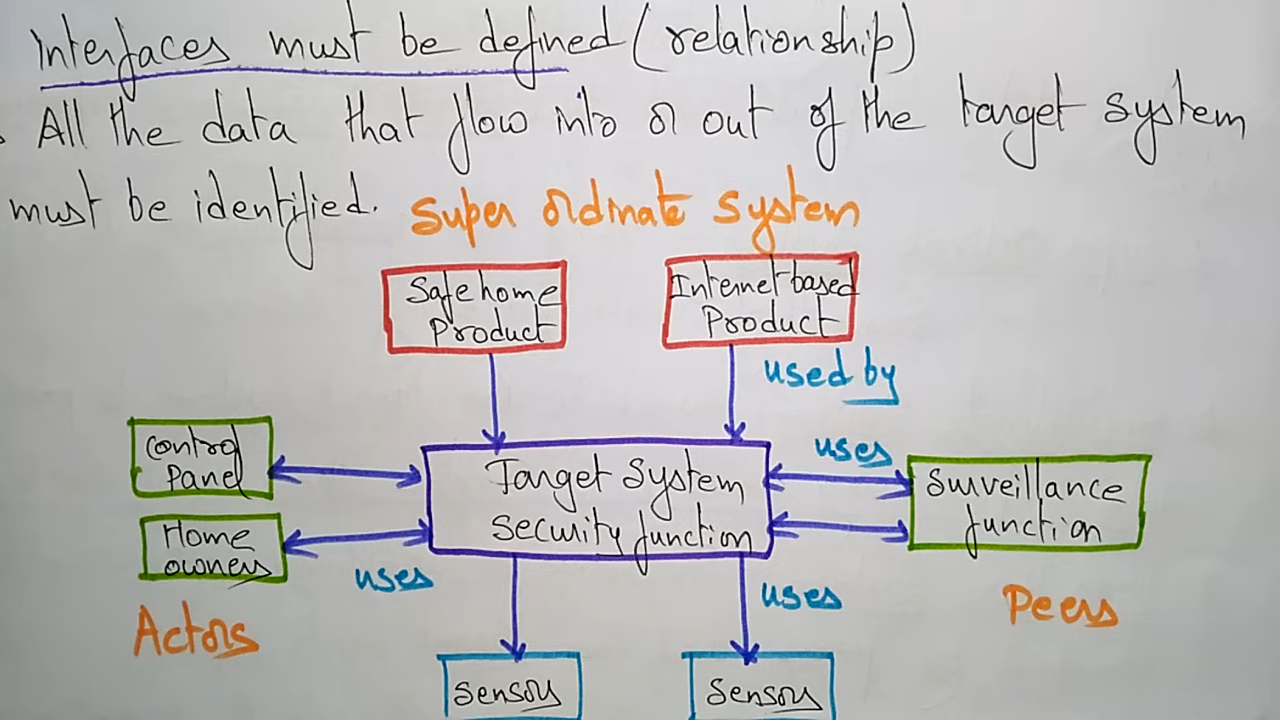 Interfaces must be defined (relationship)
All the data that flow into or out of the target system
must be identified.
Super ordinate system
Safehome
Product
Internet based
Product
used by
Control
Panel
uses
Target System
Security function
Surveillance
function
Home
owners
uses
uses
Actors
Peers
Sensors
Sensors